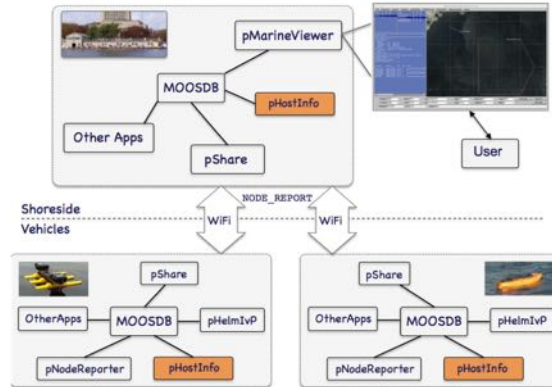 pMarineViewer
MOOSDB
pHostInfo
Other Apps
pShare
User
NODE_REPORT
WiFi
WiFi
Shoreside
Vehicles
pShare
OtherApps
MOOSDB
pHelmIvP
pNodeReporter
pHostInfo
pShare
OtherApps
MOOSDB
pHelmIvP
pNodeReporter
pHostInfo